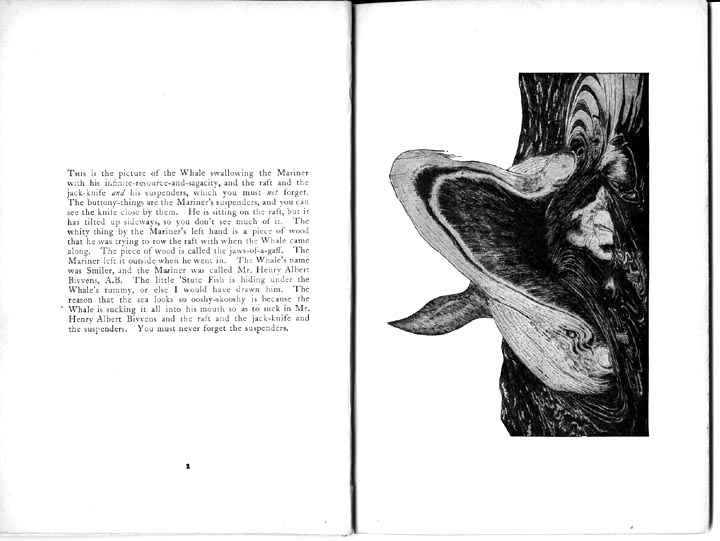 THIS is the picture of the Whale swallowing the Mariner
with his infinite-resource-and-sagacity, and the raft and the
jack-knife and his suspenders, which you must not forget.
The buttony-things are the Mariner's suspenders, and you can
see the knife close by them. He is sitting on the raft, but it
has tilted up sideways, so you don't see much of it. The
whity thing by the Mariner's left hand is a piece of wood
that he was trying to row the raft with when the Whale came
along. The piece of wood is called the jaws-of-a-gaff. The
Mariner left it outside when he went in. The Whale's name
was Smiler, and the Mariner was called Mr. Henry Albert
Bivvens, A.B. The little 'Stute Fish is hiding under the
Whale's tummy, or else I would have drawn him. The
reason that the sea looks so ooshy-skooshy is because the
Whale is sucking it all into his mouth so as to suck in Mr.
Henry Albert Bivvens and the raft and the jack-knife and
the suspenders. You must never forget the suspenders.
2